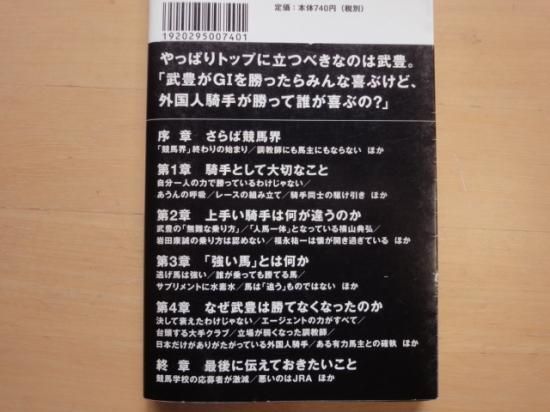 定価：本体740円（税別）
1920295007401
やっぱりトップに立つべきなのは武豊。
「武豊がGIを勝ったらみんな喜ぶけど、
外国人騎手が勝って誰が喜ぶの？」
序 章 さらば競馬界
「競馬界」終わりの始まり／調教師にも馬主にもならない ほか
第1章 騎手として大切なこと
自分一人の力で勝っているわけじゃない／
あうんの呼吸／レースの組み立て／騎手同士の駆け引き ほか
第2章 上手い騎手は何が違うのか
武豊の「無難な乗り方」／「人馬一体」となっている横山典弘／
岩田康誠の乗り方は認めない／福永祐一は懐が開き過ぎている ほか
第3章 「強い馬」とは何か
逃げ馬は強い／誰が乗っても勝てる馬／
サプリメントに水素水／馬は「追う」ものではない ほか
第4章 なぜ武豊は勝てなくなったのか
決して衰えたわけじゃない／エージェントの力がすべて／
台頭する大手クラブ／立場が弱くなった調教師／
日本だけがありがたがっている外国人騎手／ある有力馬主との確執 ほか
終 章 最後に伝えておきたいこと
競馬学校の応募者が激減／悪いのはJRA ほか